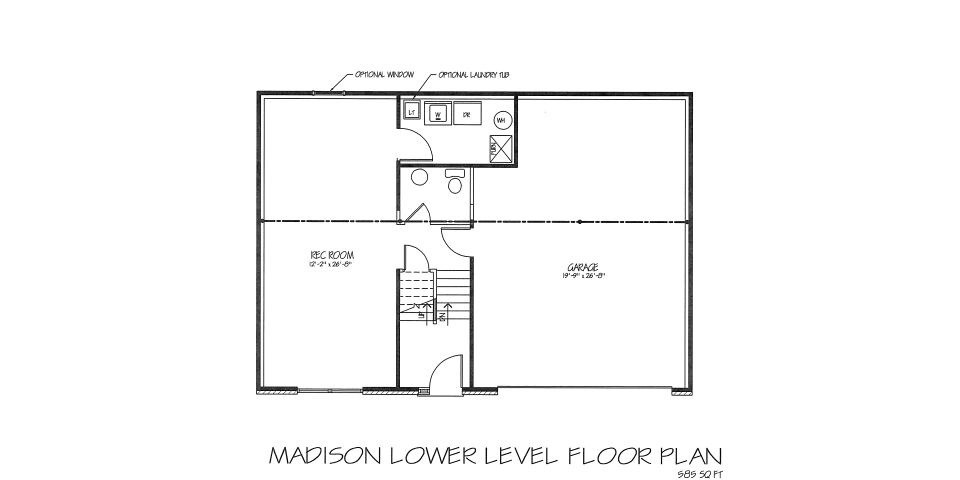 OPTIONAL WINDOW
OPTIONAL LAUNDRY TUB
LT
W
DR
WH
FURN
REC ROOM
12'-2" x 26'-8"
GARAGE
19'-9" x 26'-8"
UP
DN
MADISON LOWER LEVEL FLOOR PLAN
585 SQ FT